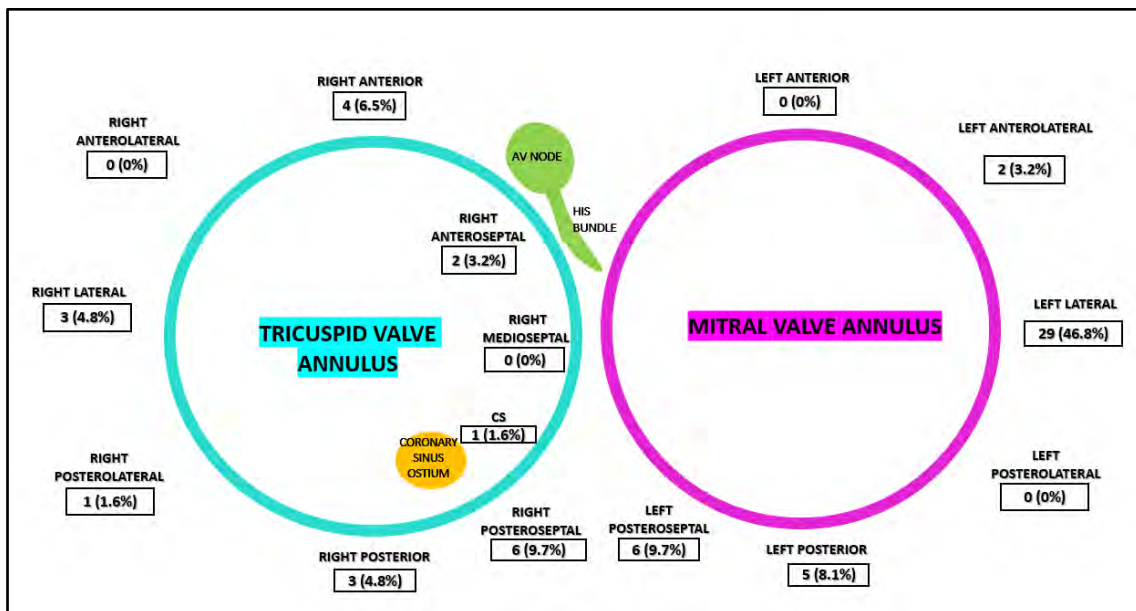 RIGHT ANTERIOR
4 (6.5%)
RIGHT
ANTEROLATERAL
0 (0%)
RIGHT LATERAL
3 (4.8%)
RIGHT
POSTEROLATERAL
1 (1.6%)
RIGHT POSTERIOR
3 (4.8%)
RIGHT
ANTEROSEPTAL
2 (3.2%)
TRICUSPID VALVE
ANNULUS
RIGHT
MEDIOSEPTAL
0 (0%)
CS
1 (1.6%)
CORONARY
SINUS
OSTIUM
RIGHT
POSTEROSEPTAL
6 (9.7%)
AV NODE
HIS
BUNDLE
LEFT ANTERIOR
0 (0%)
LEFT ANTEROLATERAL
2 (3.2%)
MITRAL VALVE ANNULUS
LEFT LATERAL
29 (46.8%)
LEFT
POSTEROLATERAL
0 (0%)
LEFT
POSTEROSEPTAL
6 (9.7%)
LEFT POSTERIOR
5 (8.1%)